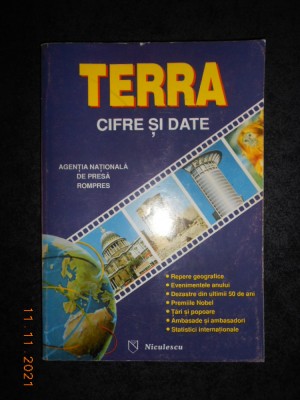 TERRA
CIFRE ȘI DATE
AGENȚIA NAȚIONALĂ
DE PRESĂ
ROMPRES
• Repere geografice
• Evenimentele anului
• Dezastre din ultimii 50 de ani
• Premiile Nobel
• Țări și popoare
• Ambasade și ambasadori
• Statistici internaționale
Niculescu
11.11.2021